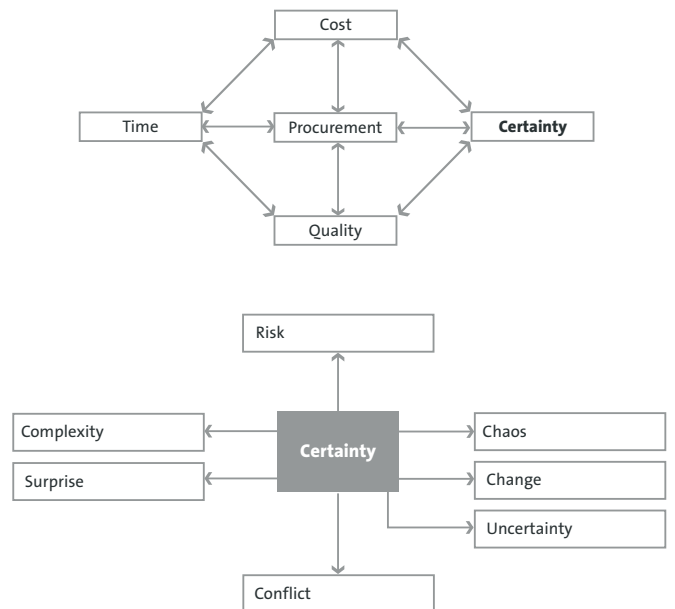 Cost
Time
Procurement
Certainty
Quality
Risk
Complexity
Certainty
Chaos
Surprise
Change
Uncertainty
Conflict